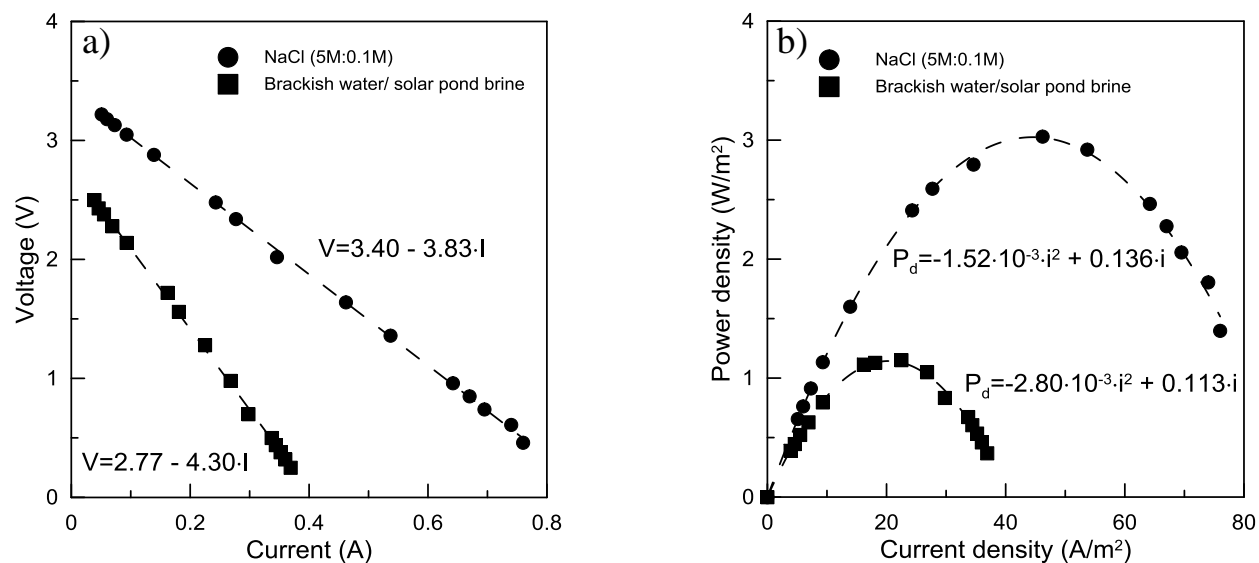 a)
NaCl (5M:0.1M)
Brackish water/ solar pond brine
V=3.40 - 3.83·I
V=2.77 - 4.30·I
Voltage (V)
4
3
2
1
0
0 0.2 0.4 0.6 0.8
Current (A)
b)
NaCl (5M:0.1M)
Brackish water/solar pond brine
P_d=-1.52·10⁻³·i² + 0.136·i
P_d=-2.80·10⁻³·i² + 0.113·i
Power density (W/m²)
4
3
2
1
0
0 20 40 60 80
Current density (A/m²)